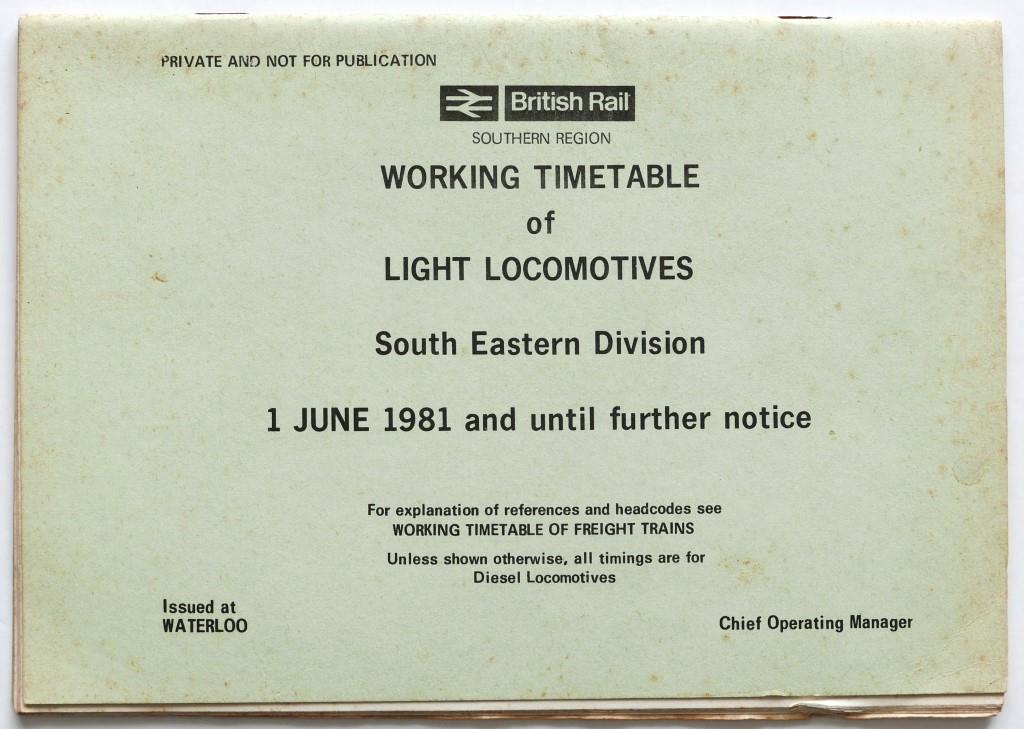 PRIVATE AND NOT FOR PUBLICATION
British Rail
SOUTHERN REGION
WORKING TIMETABLE
of
LIGHT LOCOMOTIVES
South Eastern Division
1 JUNE 1981 and until further notice
For explanation of references and headcodes see
WORKING TIMETABLE OF FREIGHT TRAINS
Unless shown otherwise, all timings are for
Diesel Locomotives
Issued at
WATERLOO
Chief Operating Manager